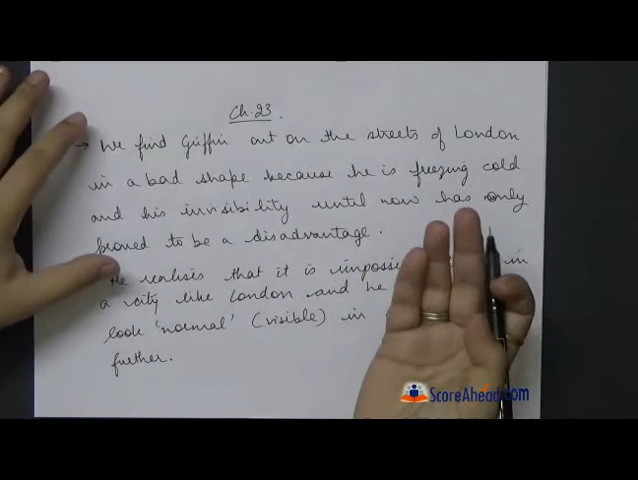 Ch. 23.
→ We find Griffin out on the streets of London
in a bad shape because he is freezing cold
and his invisibility until now has only
proved to be a disadvantage.
He realises that it is in
a city like London and he
look 'normal' (visible) in
further.
ScoreAhead.com